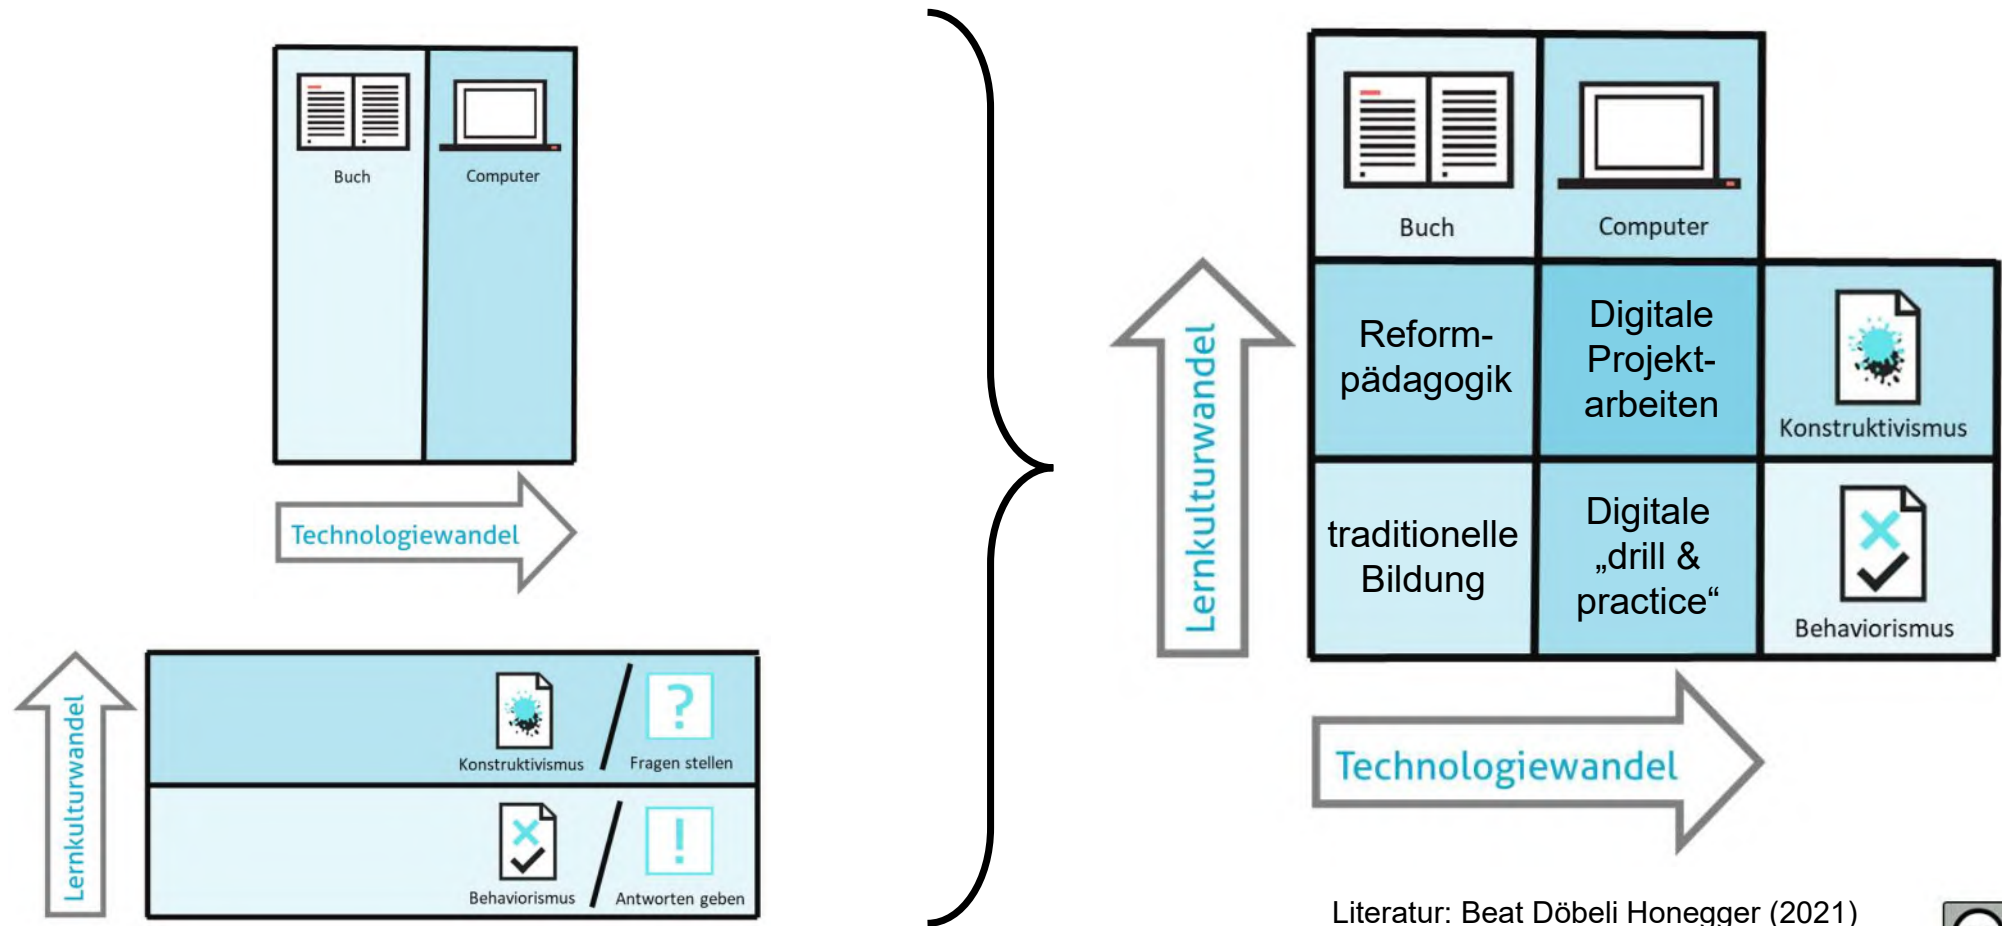 Buch
Computer
Technologiewandel
Lernkulturwandel
Konstruktivismus
Fragen stellen
?
Behaviorismus
Antworten geben
!
Buch
Computer
Lernkulturwandel
Reform-
pädagogik
Digitale
Projekt-
arbeiten
Konstruktivismus
traditionelle
Bildung
Digitale
„drill &
practice“
Behaviorismus
Technologiewandel
Literatur: Beat Döbeli Honegger (2021)